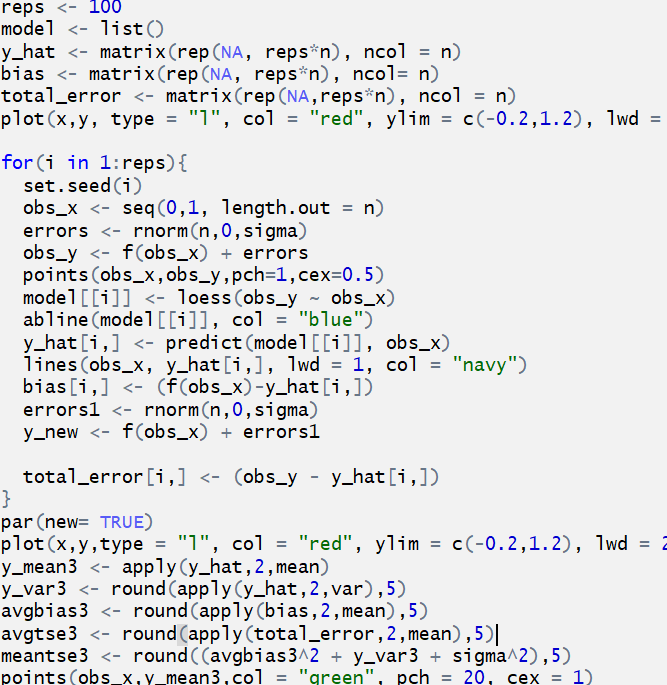 reps <- 100
model <- list()
y_hat <- matrix(rep(NA, reps*n), ncol = n)
bias <- matrix(rep(NA, reps*n), ncol= n)
total_error <- matrix(rep(NA,reps*n), ncol = n)
plot(x,y, type = "l", col = "red", ylim = c(-0.2,1.2), lwd =
for(i in 1:reps){
  set.seed(i)
  obs_x <- seq(0,1, length.out = n)
  errors <- rnorm(n,0,sigma)
  obs_y <- f(obs_x) + errors
  points(obs_x,obs_y,pch=1,cex=0.5)
  model[[i]] <- loess(obs_y ~ obs_x)
  abline(model[[i]], col = "blue")
  y_hat[i,] <- predict(model[[i]], obs_x)
  lines(obs_x, y_hat[i,], lwd = 1, col = "navy")
  bias[i,] <- (f(obs_x)-y_hat[i,])
  errors1 <- rnorm(n,0,sigma)
  y_new <- f(obs_x) + errors1
  total_error[i,] <- (obs_y - y_hat[i,])
}
par(new= TRUE)
plot(x,y,type = "l", col = "red", ylim = c(-0.2,1.2), lwd = 2
y_mean3 <- apply(y_hat,2,mean)
y_var3 <- round(apply(y_hat,2,var),5)
avgbias3 <- round(apply(bias,2,mean),5)
avgtse3 <- round(apply(total_error,2,mean),5)
meantse3 <- round((avgbias3^2 + y_var3 + sigma^2),5)
points(obs_x,y_mean3,col = "green", pch = 20, cex = 1)